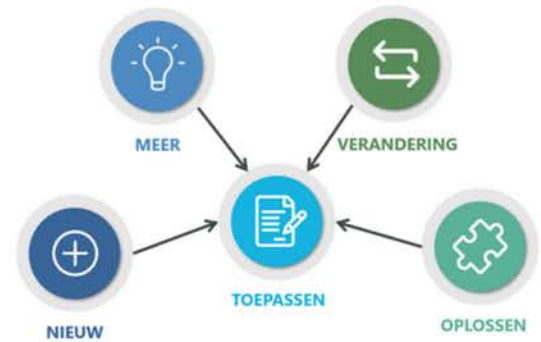 MEER
VERANDERING
TOEPASSEN
NIEUW
OPLOSSEN